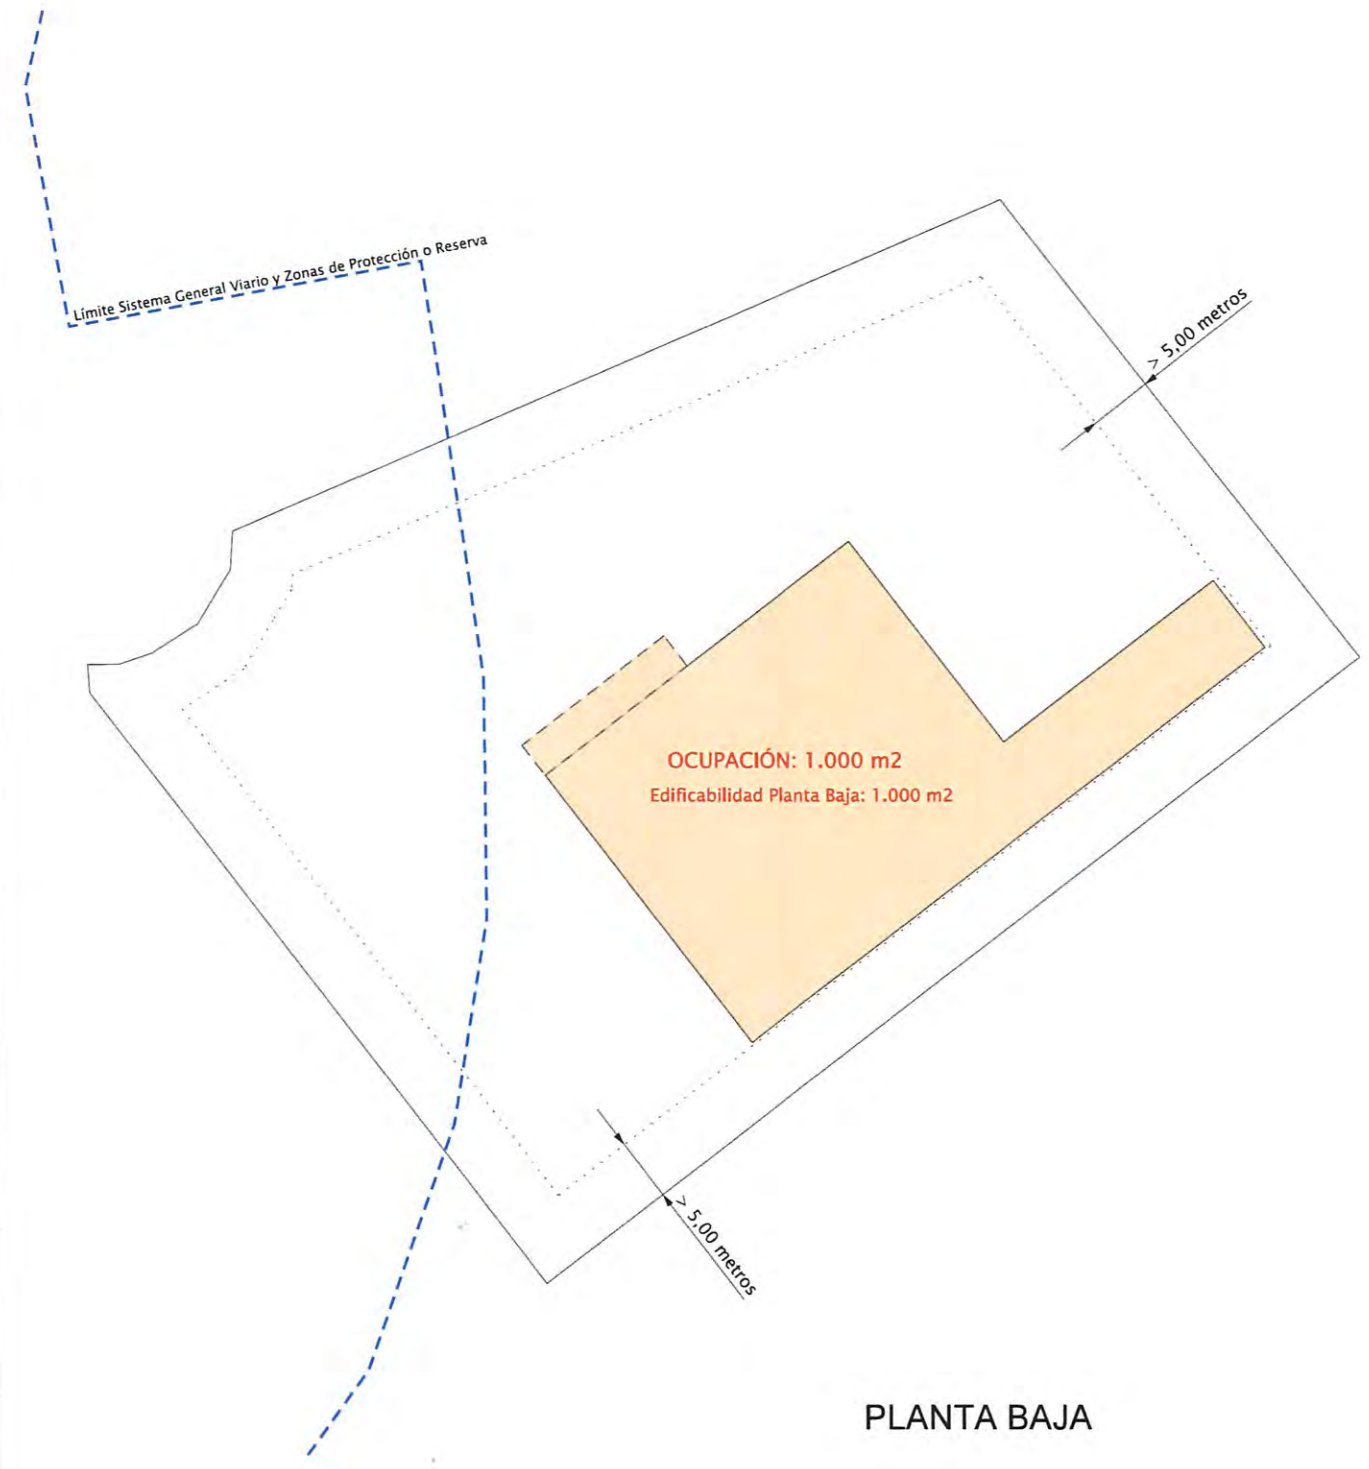 Límite Sistema General Viario y Zonas de Protección o Reserva
> 5,00 metros
OCUPACIÓN: 1.000 m2
Edificabilidad Planta Baja: 1.000 m2
> 5,00 metros
PLANTA BAJA